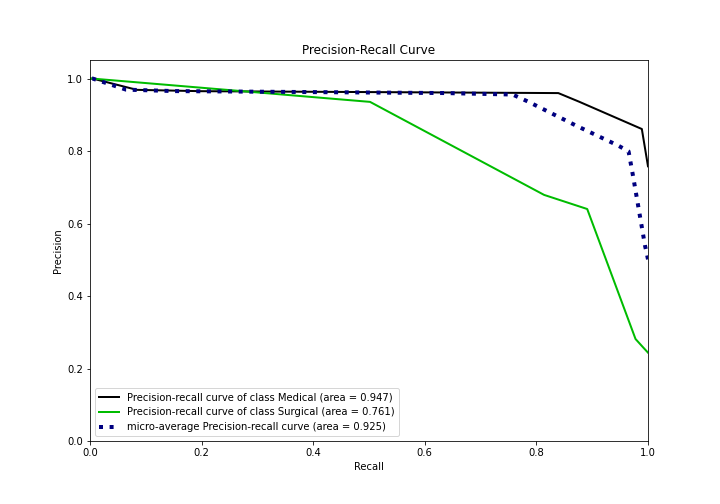 Precision-Recall Curve
1.0
0.8
0.6
0.4
0.2
0.0
Precision
Precision-recall curve of class Medical (area = 0.947)
Precision-recall curve of class Surgical (area = 0.761)
micro-average Precision-recall curve (area = 0.925)
0.0 0.2 0.4 0.6 0.8 1.0
Recall